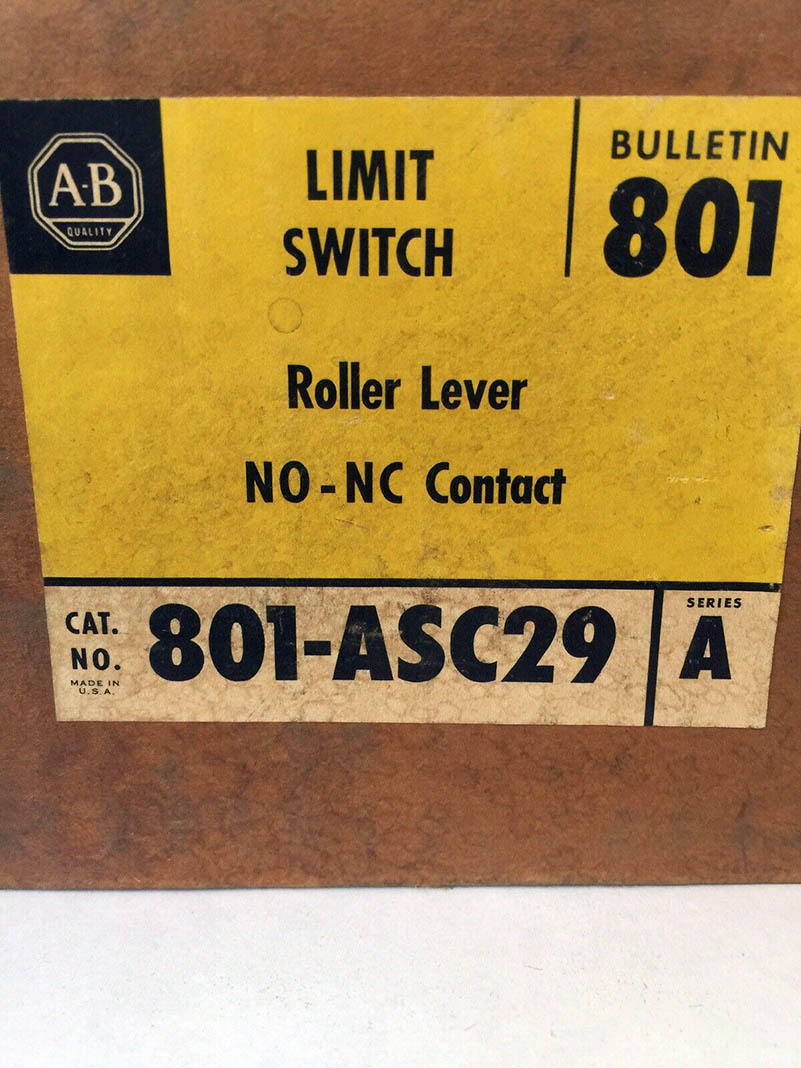 A-B
QUALITY
LIMIT
SWITCH
BULLETIN
801
Roller Lever
NO-NC Contact
CAT.
NO.
MADE IN
U.S.A.
801-ASC29
SERIES
A